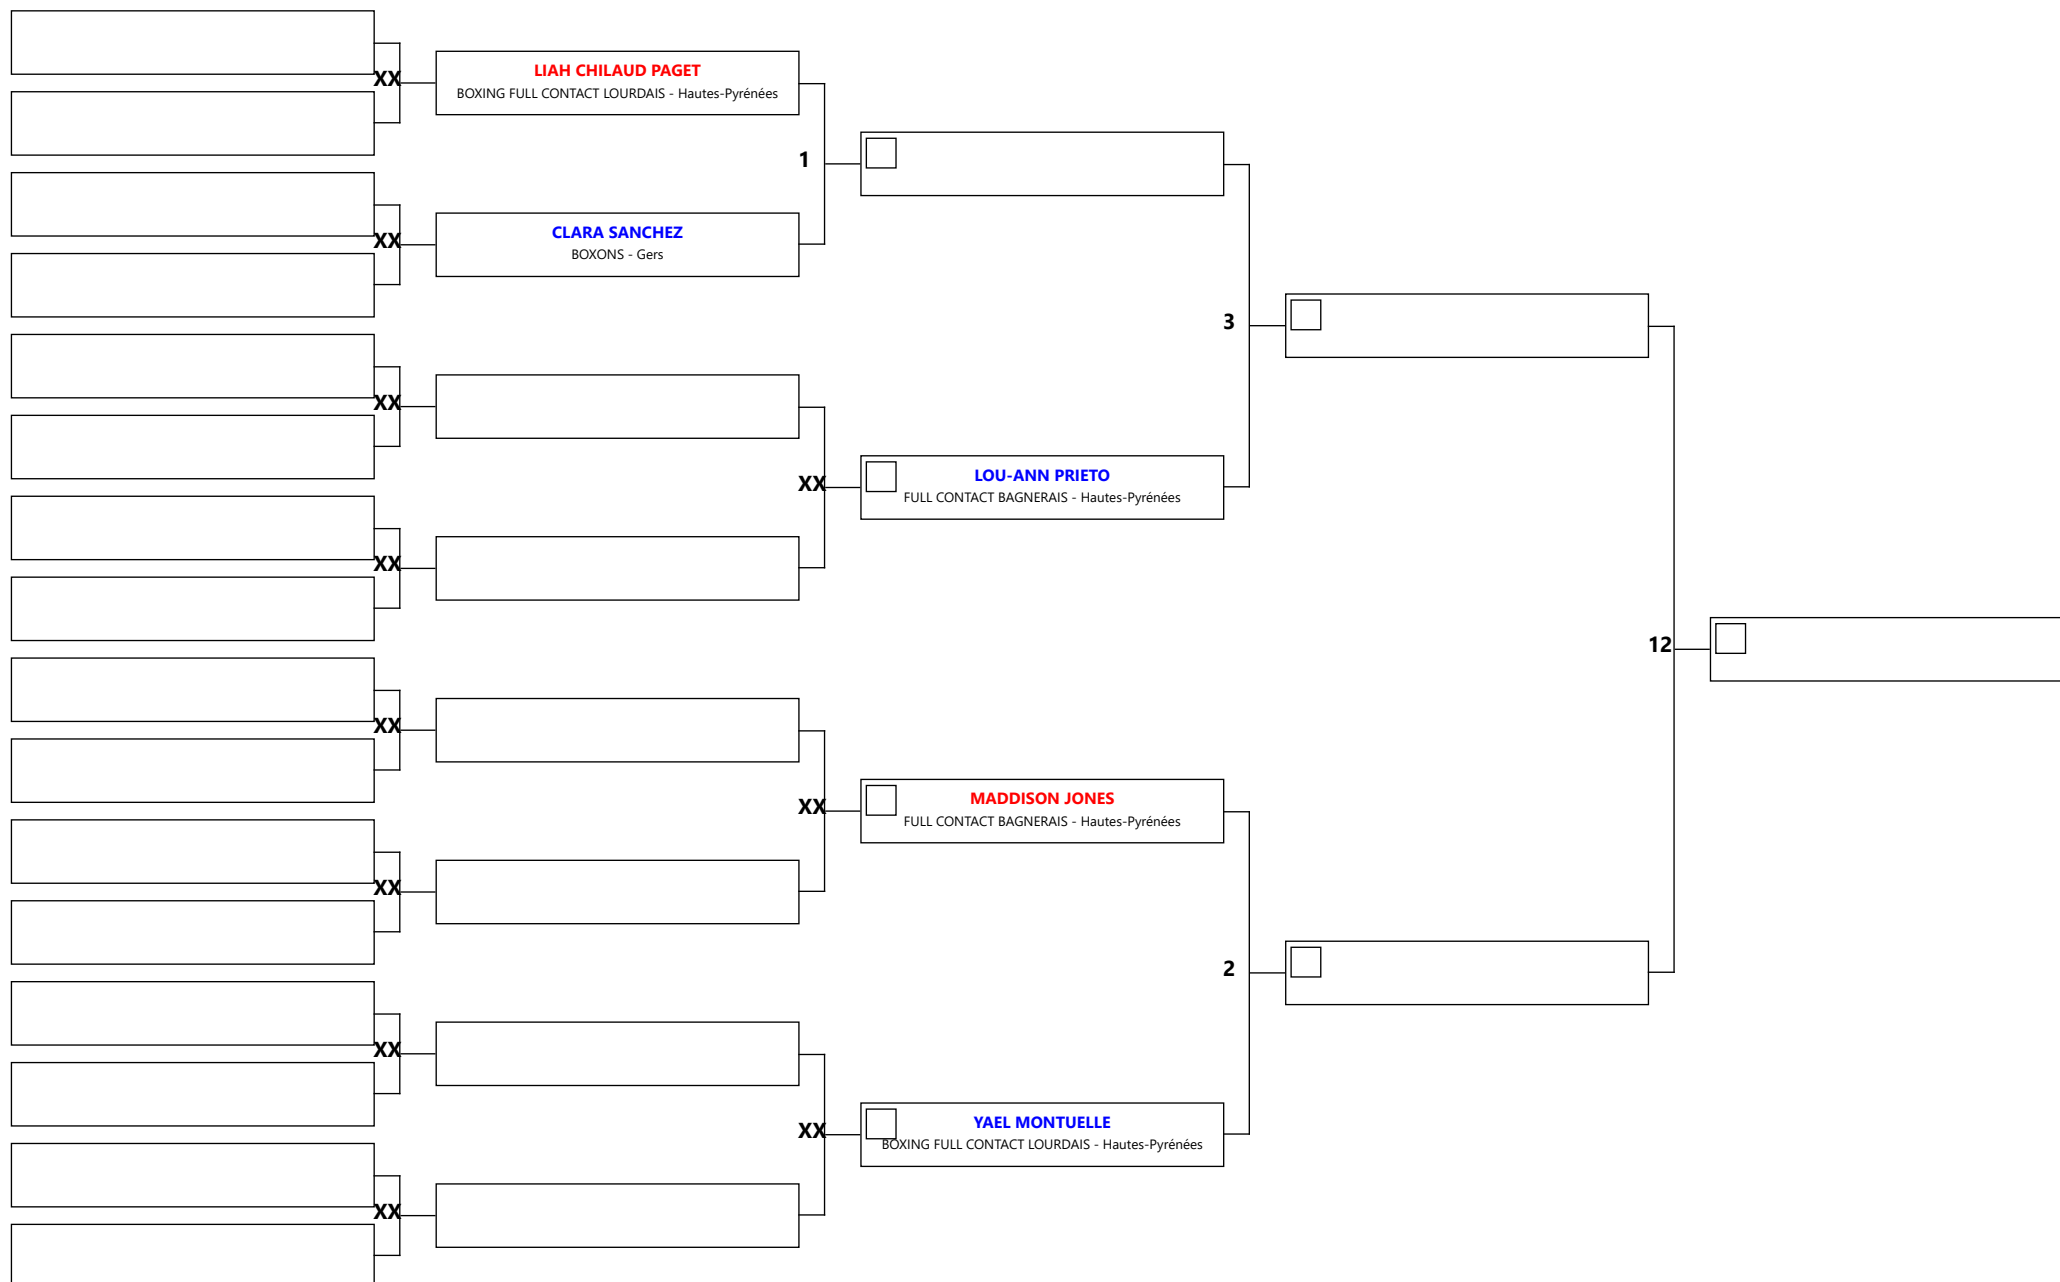 XX
LIAH CHILAUD PAGET
BOXING FULL CONTACT LOURDAIS - Hautes-Pyrénées
1
XX
CLARA SANCHEZ
BOXONS - Gers
3
XX
XX
LOU-ANN PRIETO
FULL CONTACT BAGNERAIS - Hautes-Pyrénées
XX
12
XX
XX
MADDISON JONES
FULL CONTACT BAGNERAIS - Hautes-Pyrénées
XX
2
XX
XX
YAEL MONTUELLE
BOXING FULL CONTACT LOURDAIS - Hautes-Pyrénées
XX